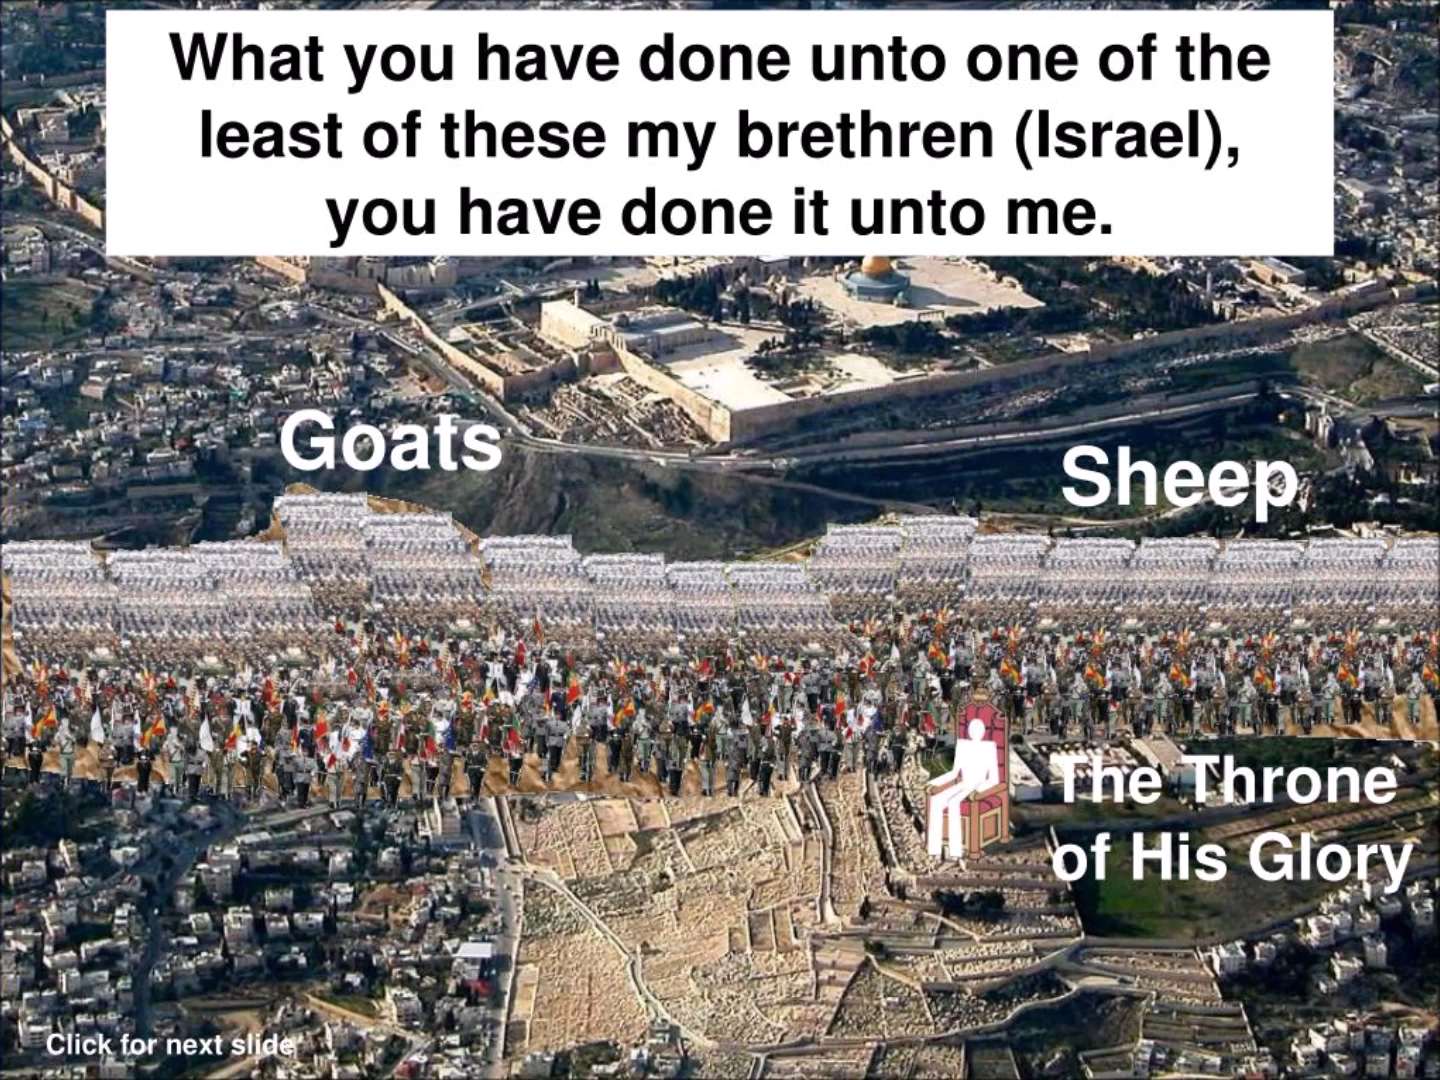 What you have done unto one of the
least of these my brethren (Israel),
you have done it unto me.
Goats
Sheep
The Throne
of His Glory
Click for next slide